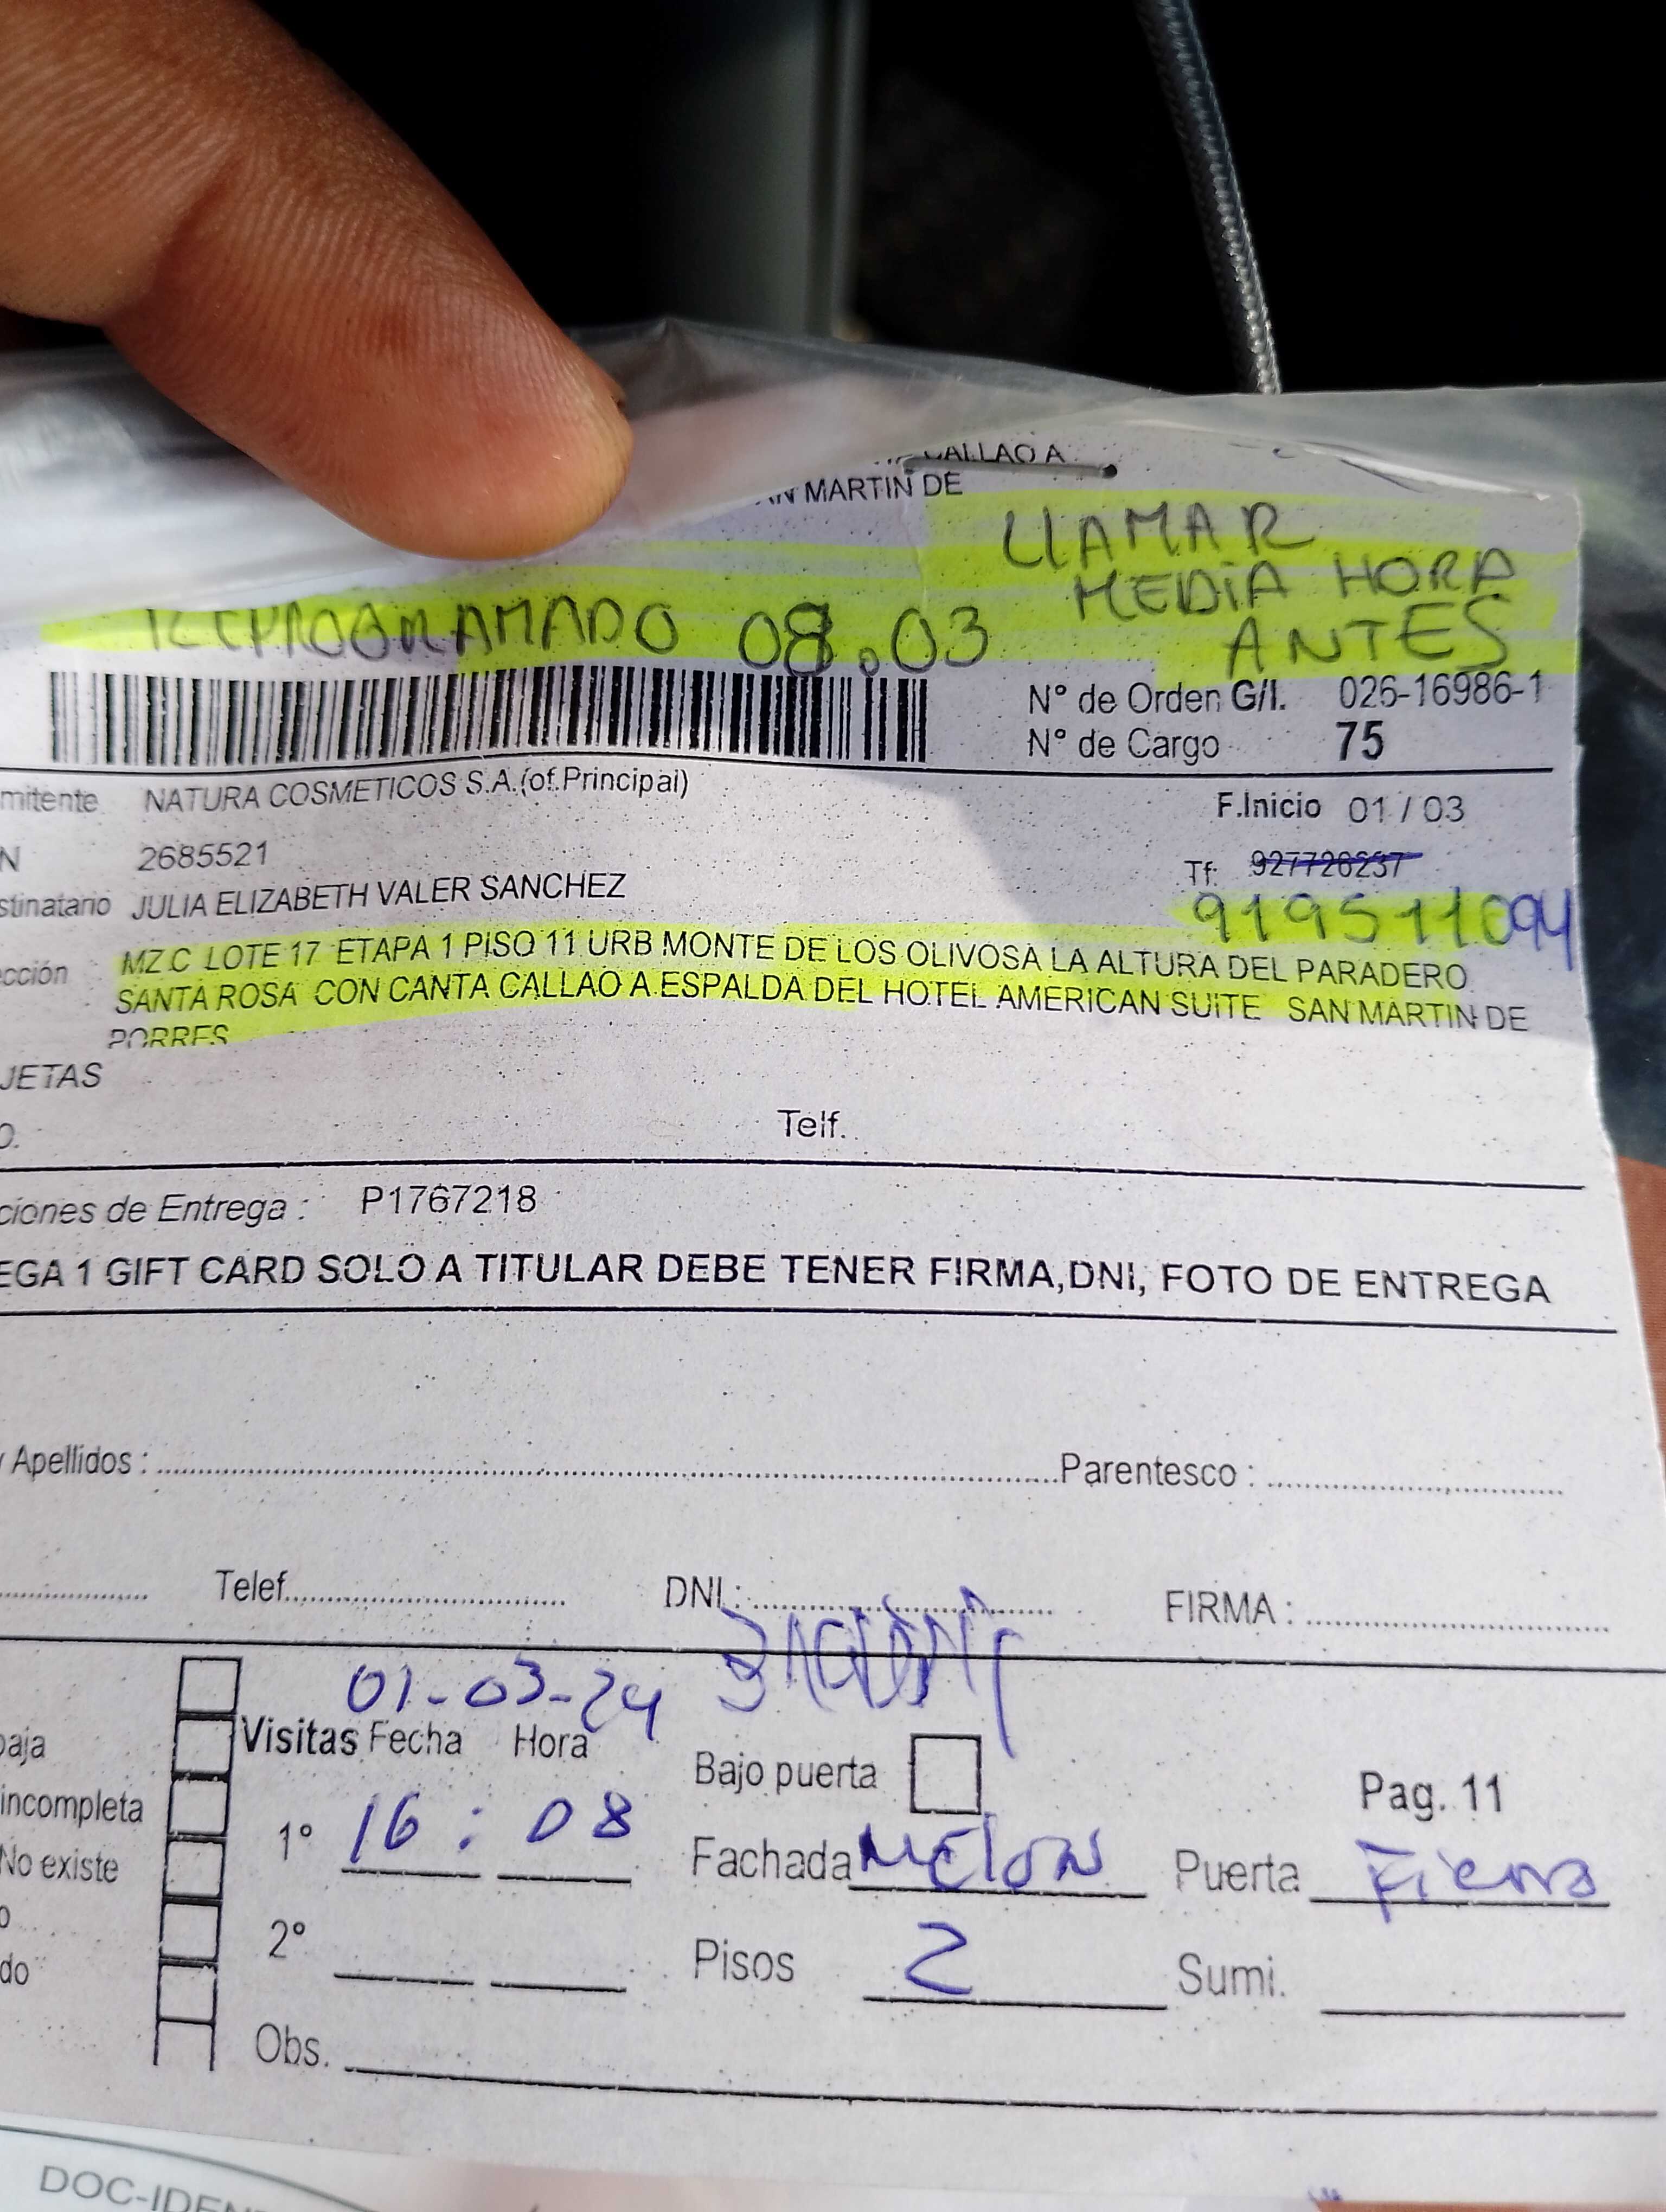 CALLAO A
MARTIN DE
LLAMAR
MEDIA HORA
ANTES
REPROGRAMADO 08.03
N° de Orden G/I. 026-16986-1
N° de Cargo 75
mitente NATURA COSMETICOS S.A.(of.Principal)
F.Inicio 01 / 03
N 2685521
Tf: 927726237
stinatario JULIA ELIZABETH VALER SANCHEZ
919511094
cción MZ.C LOTE 17 ETAPA 1 PISO 11 URB MONTE DE LOS OLIVOSA LA ALTURA DEL PARADERO
SANTA ROSA CON CANTA CALLAO A ESPALDA DEL HOTEL AMERICAN SUITE SAN MARTIN DE
PORRES
JETAS
O. Telf.
ciones de Entrega : P1767218
EGA 1 GIFT CARD SOLO A TITULAR DEBE TENER FIRMA,DNI, FOTO DE ENTREGA
y Apellidos : Parentesco :
Telef. DNI : FIRMA :
01-03-24
Visitas Fecha Hora
baja
Bajo puerta Pag. 11
incompleta
1° 16 : 08 Fachada MElON Puerta Fierro
No existe
o
2° Pisos 2 Sumi.
do
Obs.
DOC-IDEN